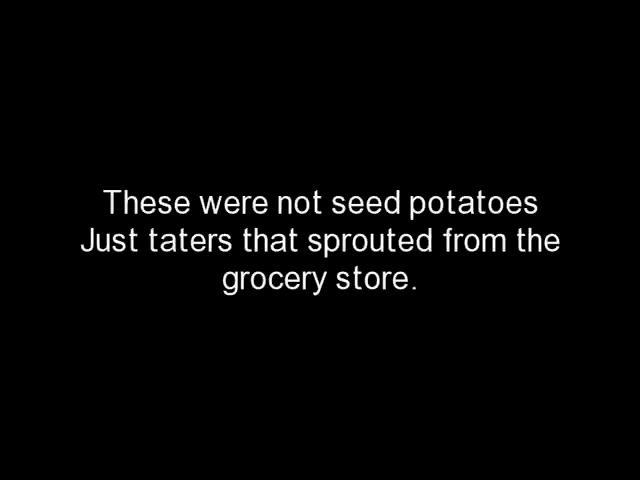 These were not seed potatoes
Just taters that sprouted from the
grocery store.